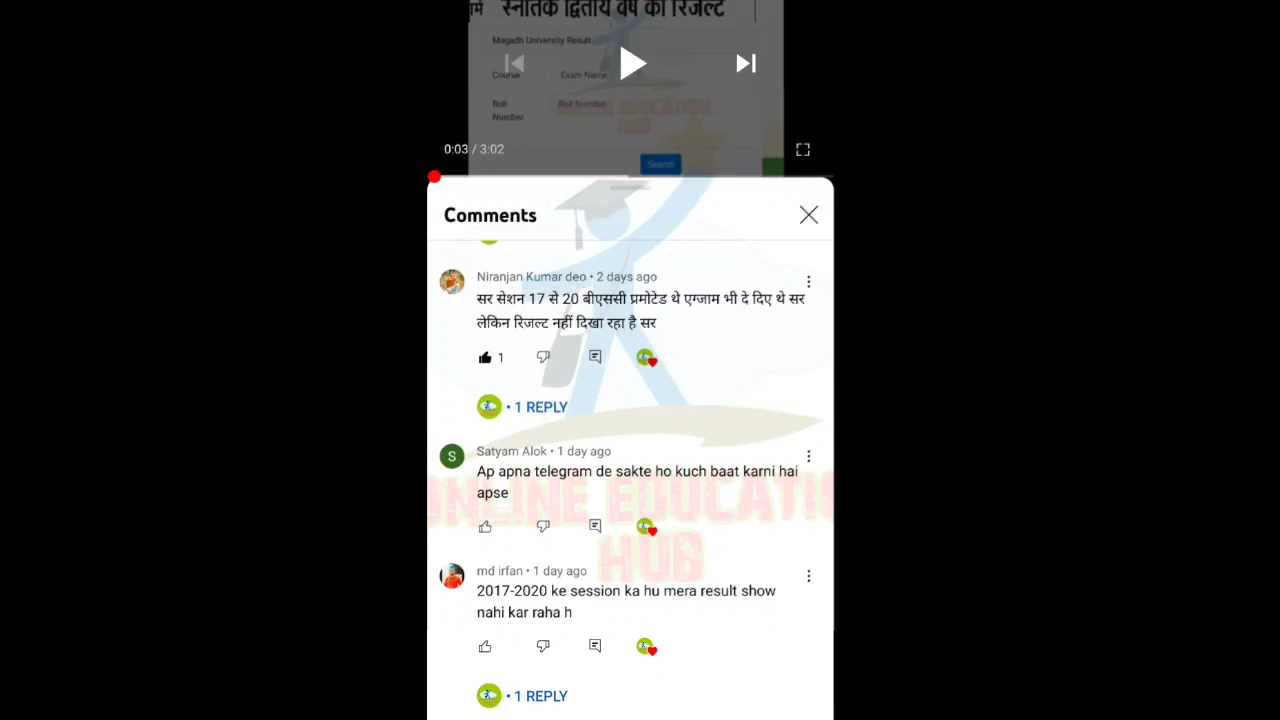 स्नातक द्वितीय वर्ष का रिजल्ट
Magadh University Result
Course Exam Name
Roll Number Roll Number
Search
0:03 / 3:02
Comments
Niranjan Kumar deo • 2 days ago
सर सेशन 17 से 20 बीएससी प्रमोटेड थे एग्जाम भी दे दिए थे सर
लेकिन रिजल्ट नहीं दिखा रहा है सर
1
• 1 REPLY
S
Satyam Alok • 1 day ago
Ap apna telegram de sakte ho kuch baat karni hai
apse
ONLINE EDUCATIO
HUB
md irfan • 1 day ago
2017-2020 ke session ka hu mera result show
nahi kar raha h
• 1 REPLY